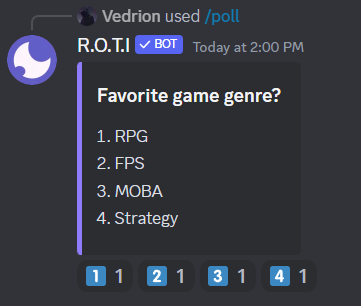 Vedrion used /poll
R.O.T.I ✓ BOT Today at 2:00 PM
Favorite game genre?
1. RPG
2. FPS
3. MOBA
4. Strategy
1 1 2 1 3 1 4 1